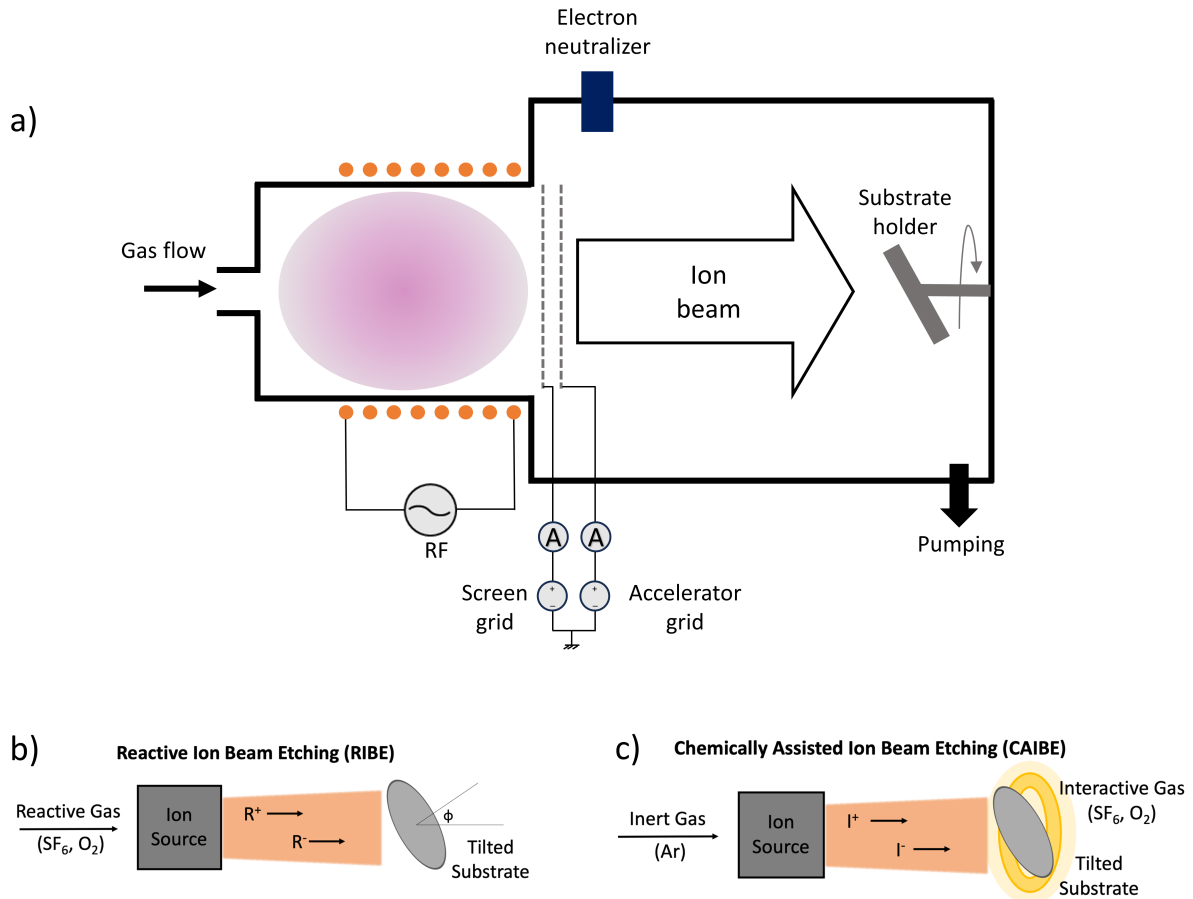 Electron
neutralizer
a)
Substrate
holder
Gas flow
Ion
beam
RF
A
A
+
−
+
−
Screen
grid
Accelerator
grid
Pumping
b)
Reactive Ion Beam Etching (RIBE)
Reactive Gas
(SF₆, O₂)
Ion
Source
R⁺
R⁻
ϕ
Tilted
Substrate
c)
Chemically Assisted Ion Beam Etching (CAIBE)
Inert Gas
(Ar)
Ion
Source
I⁺
I⁻
Interactive Gas
(SF₆, O₂)
Tilted
Substrate